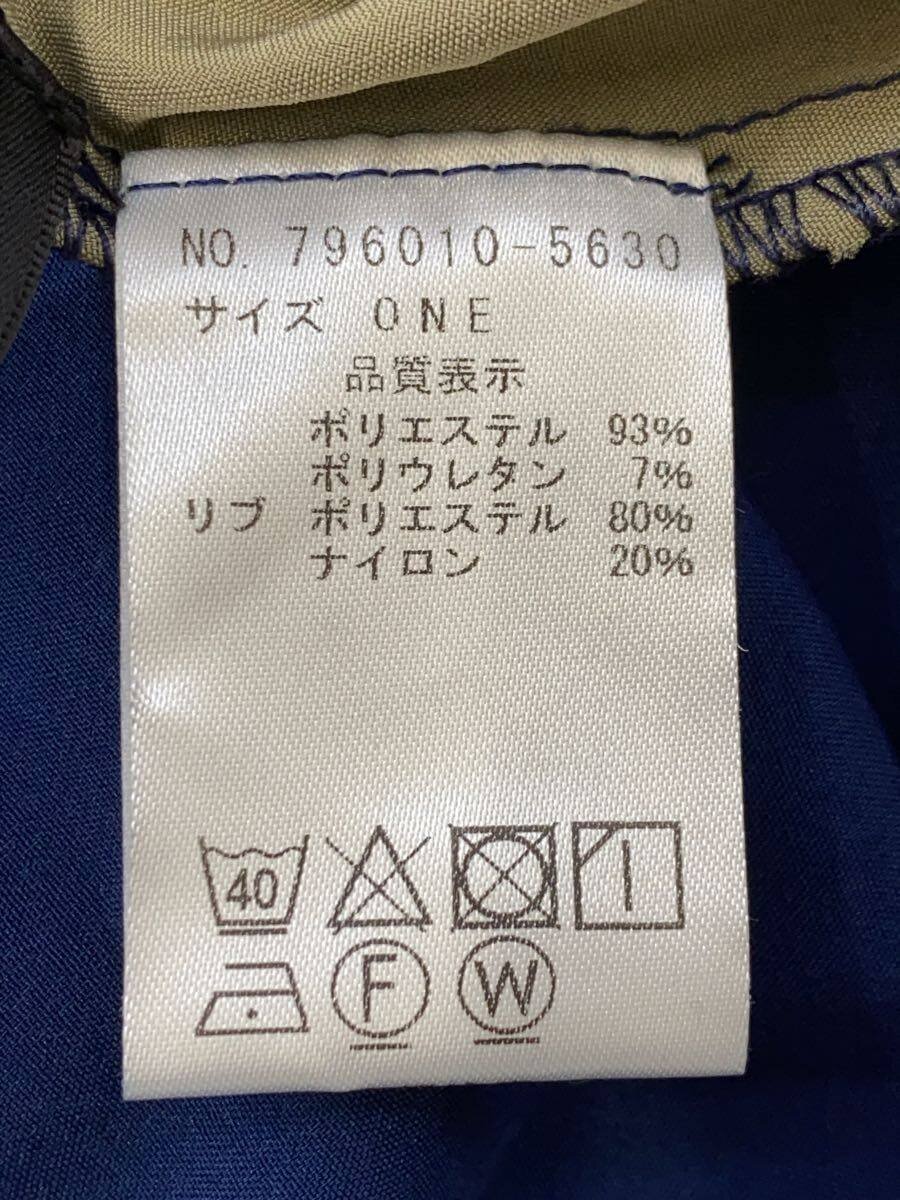 NO. 796010-5630
サイズ ONE
品質表示
ポリエステル 93%
ポリウレタン 7%
リブ ポリエステル 80%
ナイロン 20%
40
F W